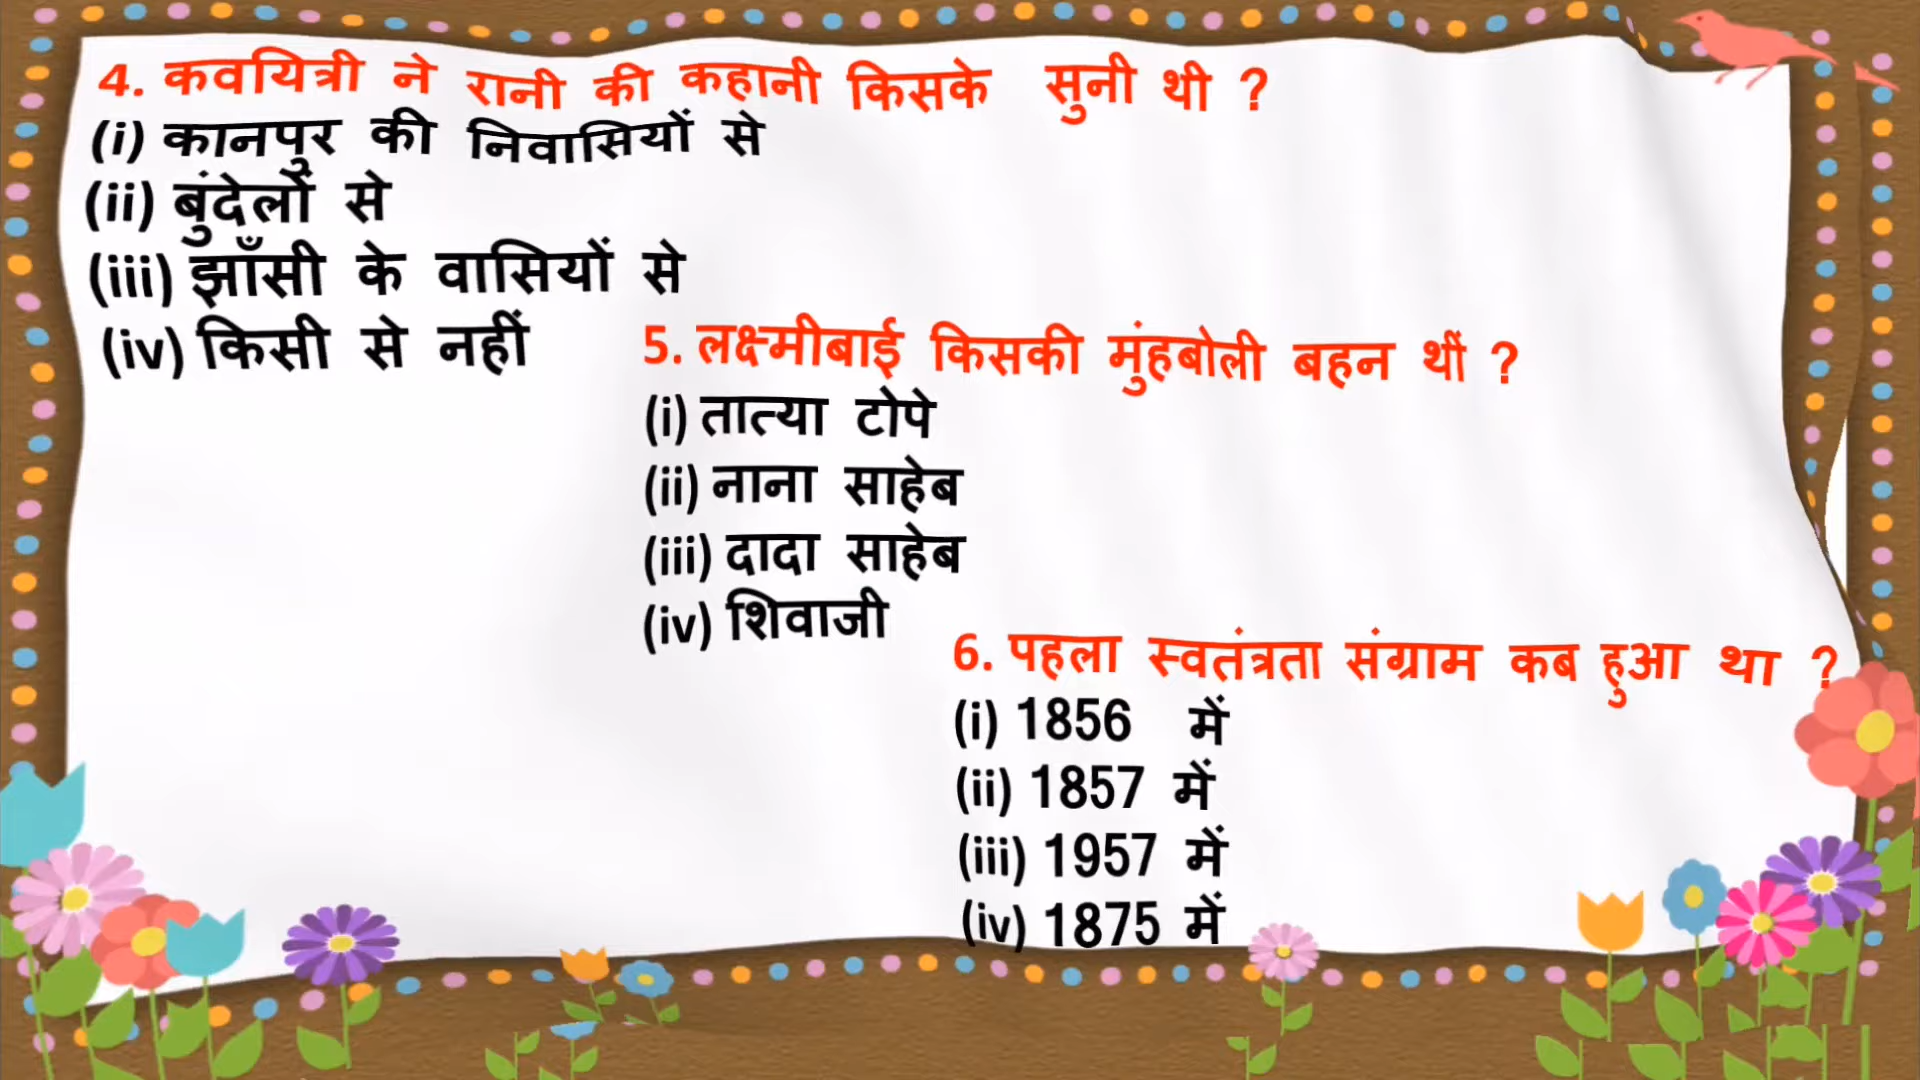 4. कवयित्री ने रानी की कहानी किसके सुनी थी ?
(i) कानपुर की निवासियों से
(ii) बुंदेलों से
(iii) झाँसी के वासियों से
(iv) किसी से नहीं
5. लक्ष्मीबाई किसकी मुंहबोली बहन थीं ?
(i) तात्या टोपे
(ii) नाना साहेब
(iii) दादा साहेब
(iv) शिवाजी
6. पहला स्वतंत्रता संग्राम कब हुआ था ?
(i) 1856 में
(ii) 1857 में
(iii) 1957 में
(iv) 1875 में